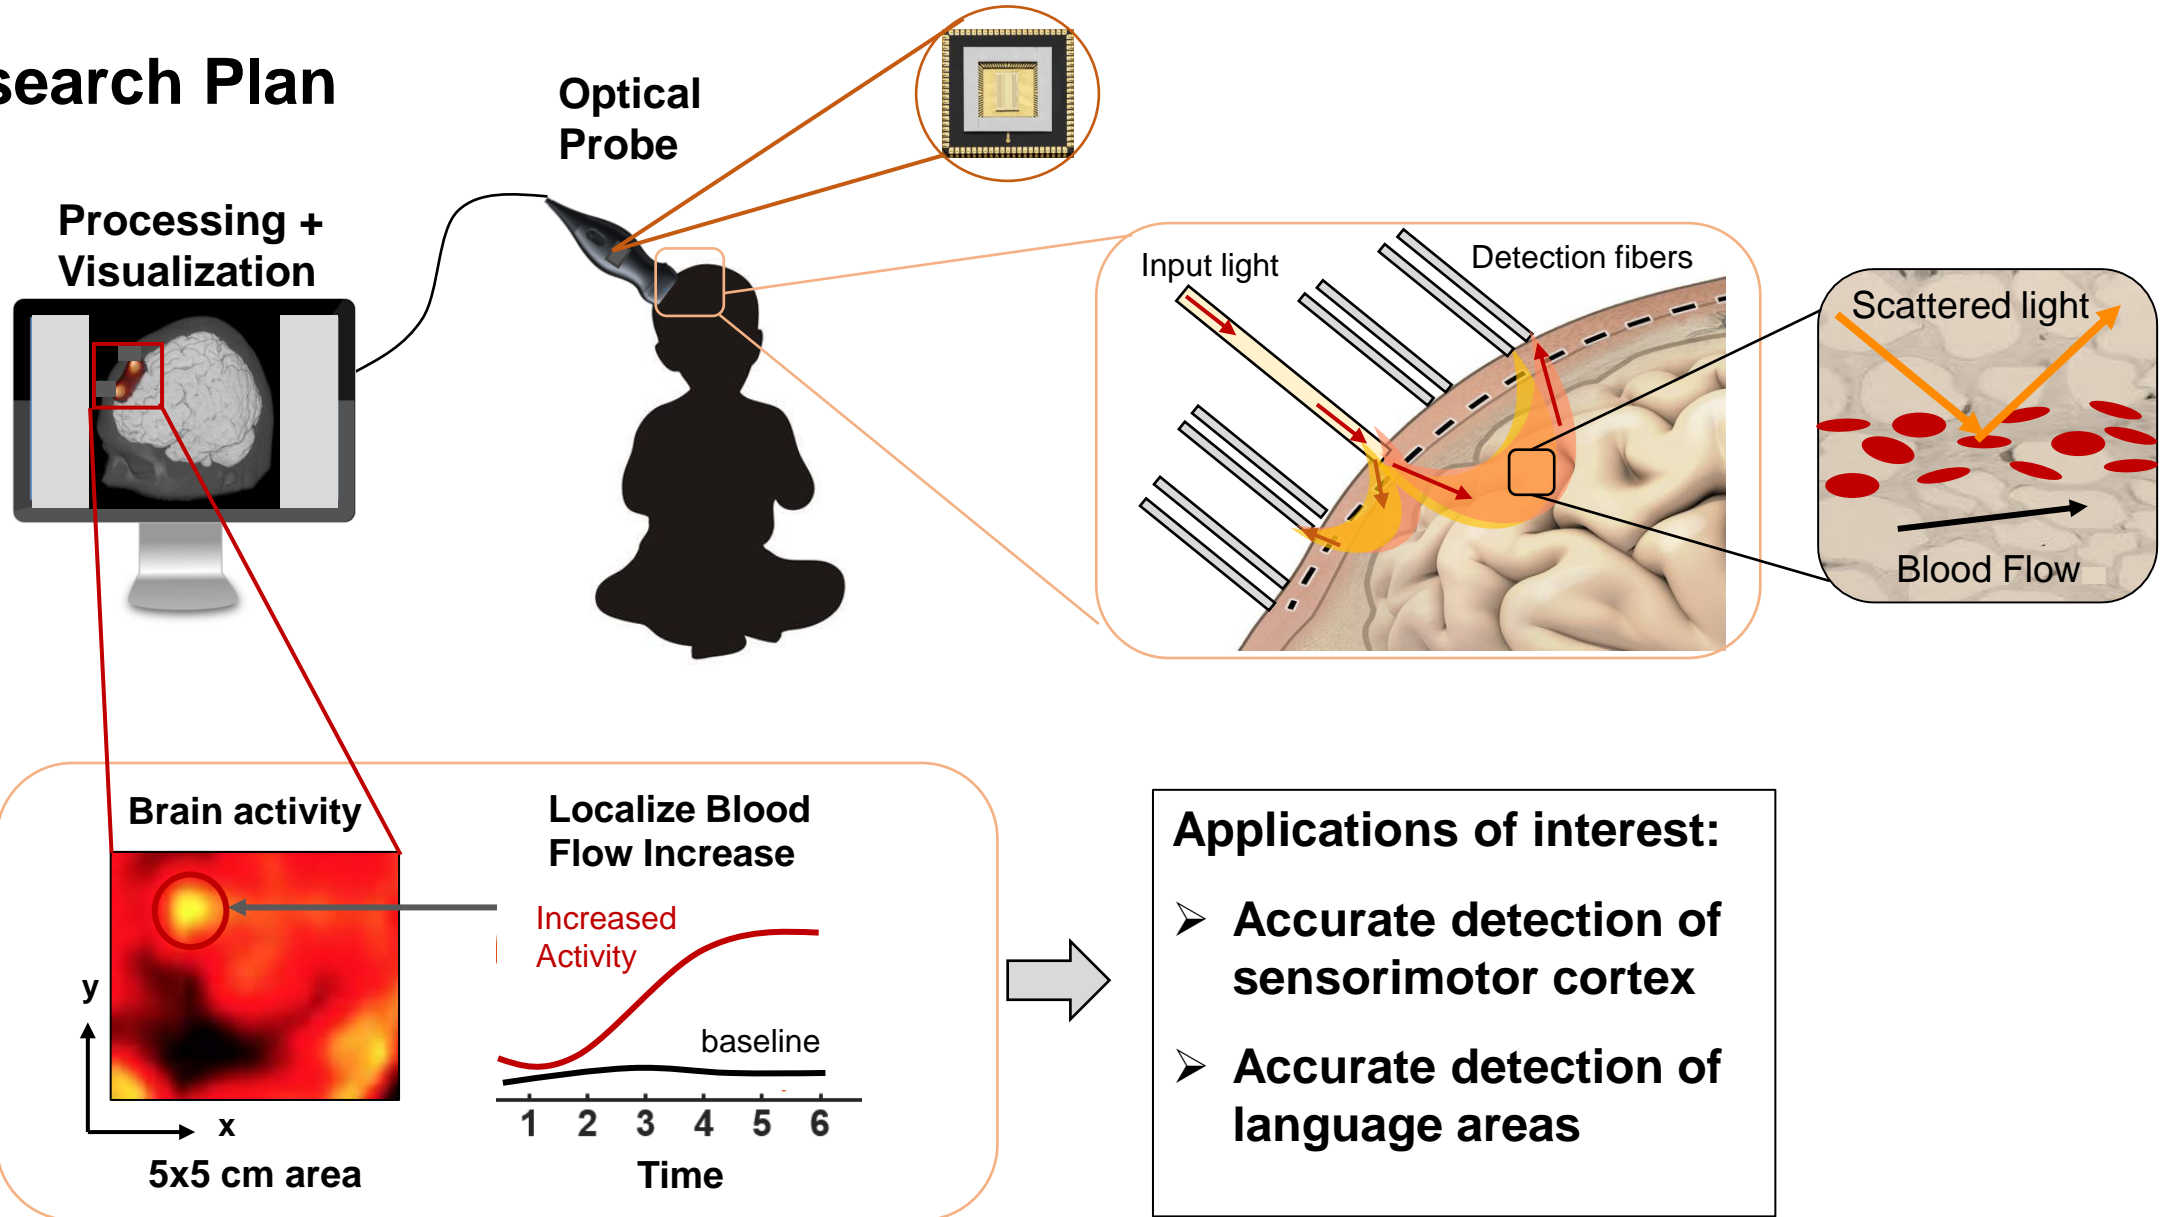 search Plan
Optical
Probe
Processing +
Visualization
Input light
Detection fibers
Scattered light
Blood Flow
Brain activity
Localize Blood
Flow Increase
Increased
Activity
baseline
y
x
1 2 3 4 5 6
5x5 cm area
Time
Applications of interest:
➢ Accurate detection of
sensorimotor cortex
➢ Accurate detection of
language areas